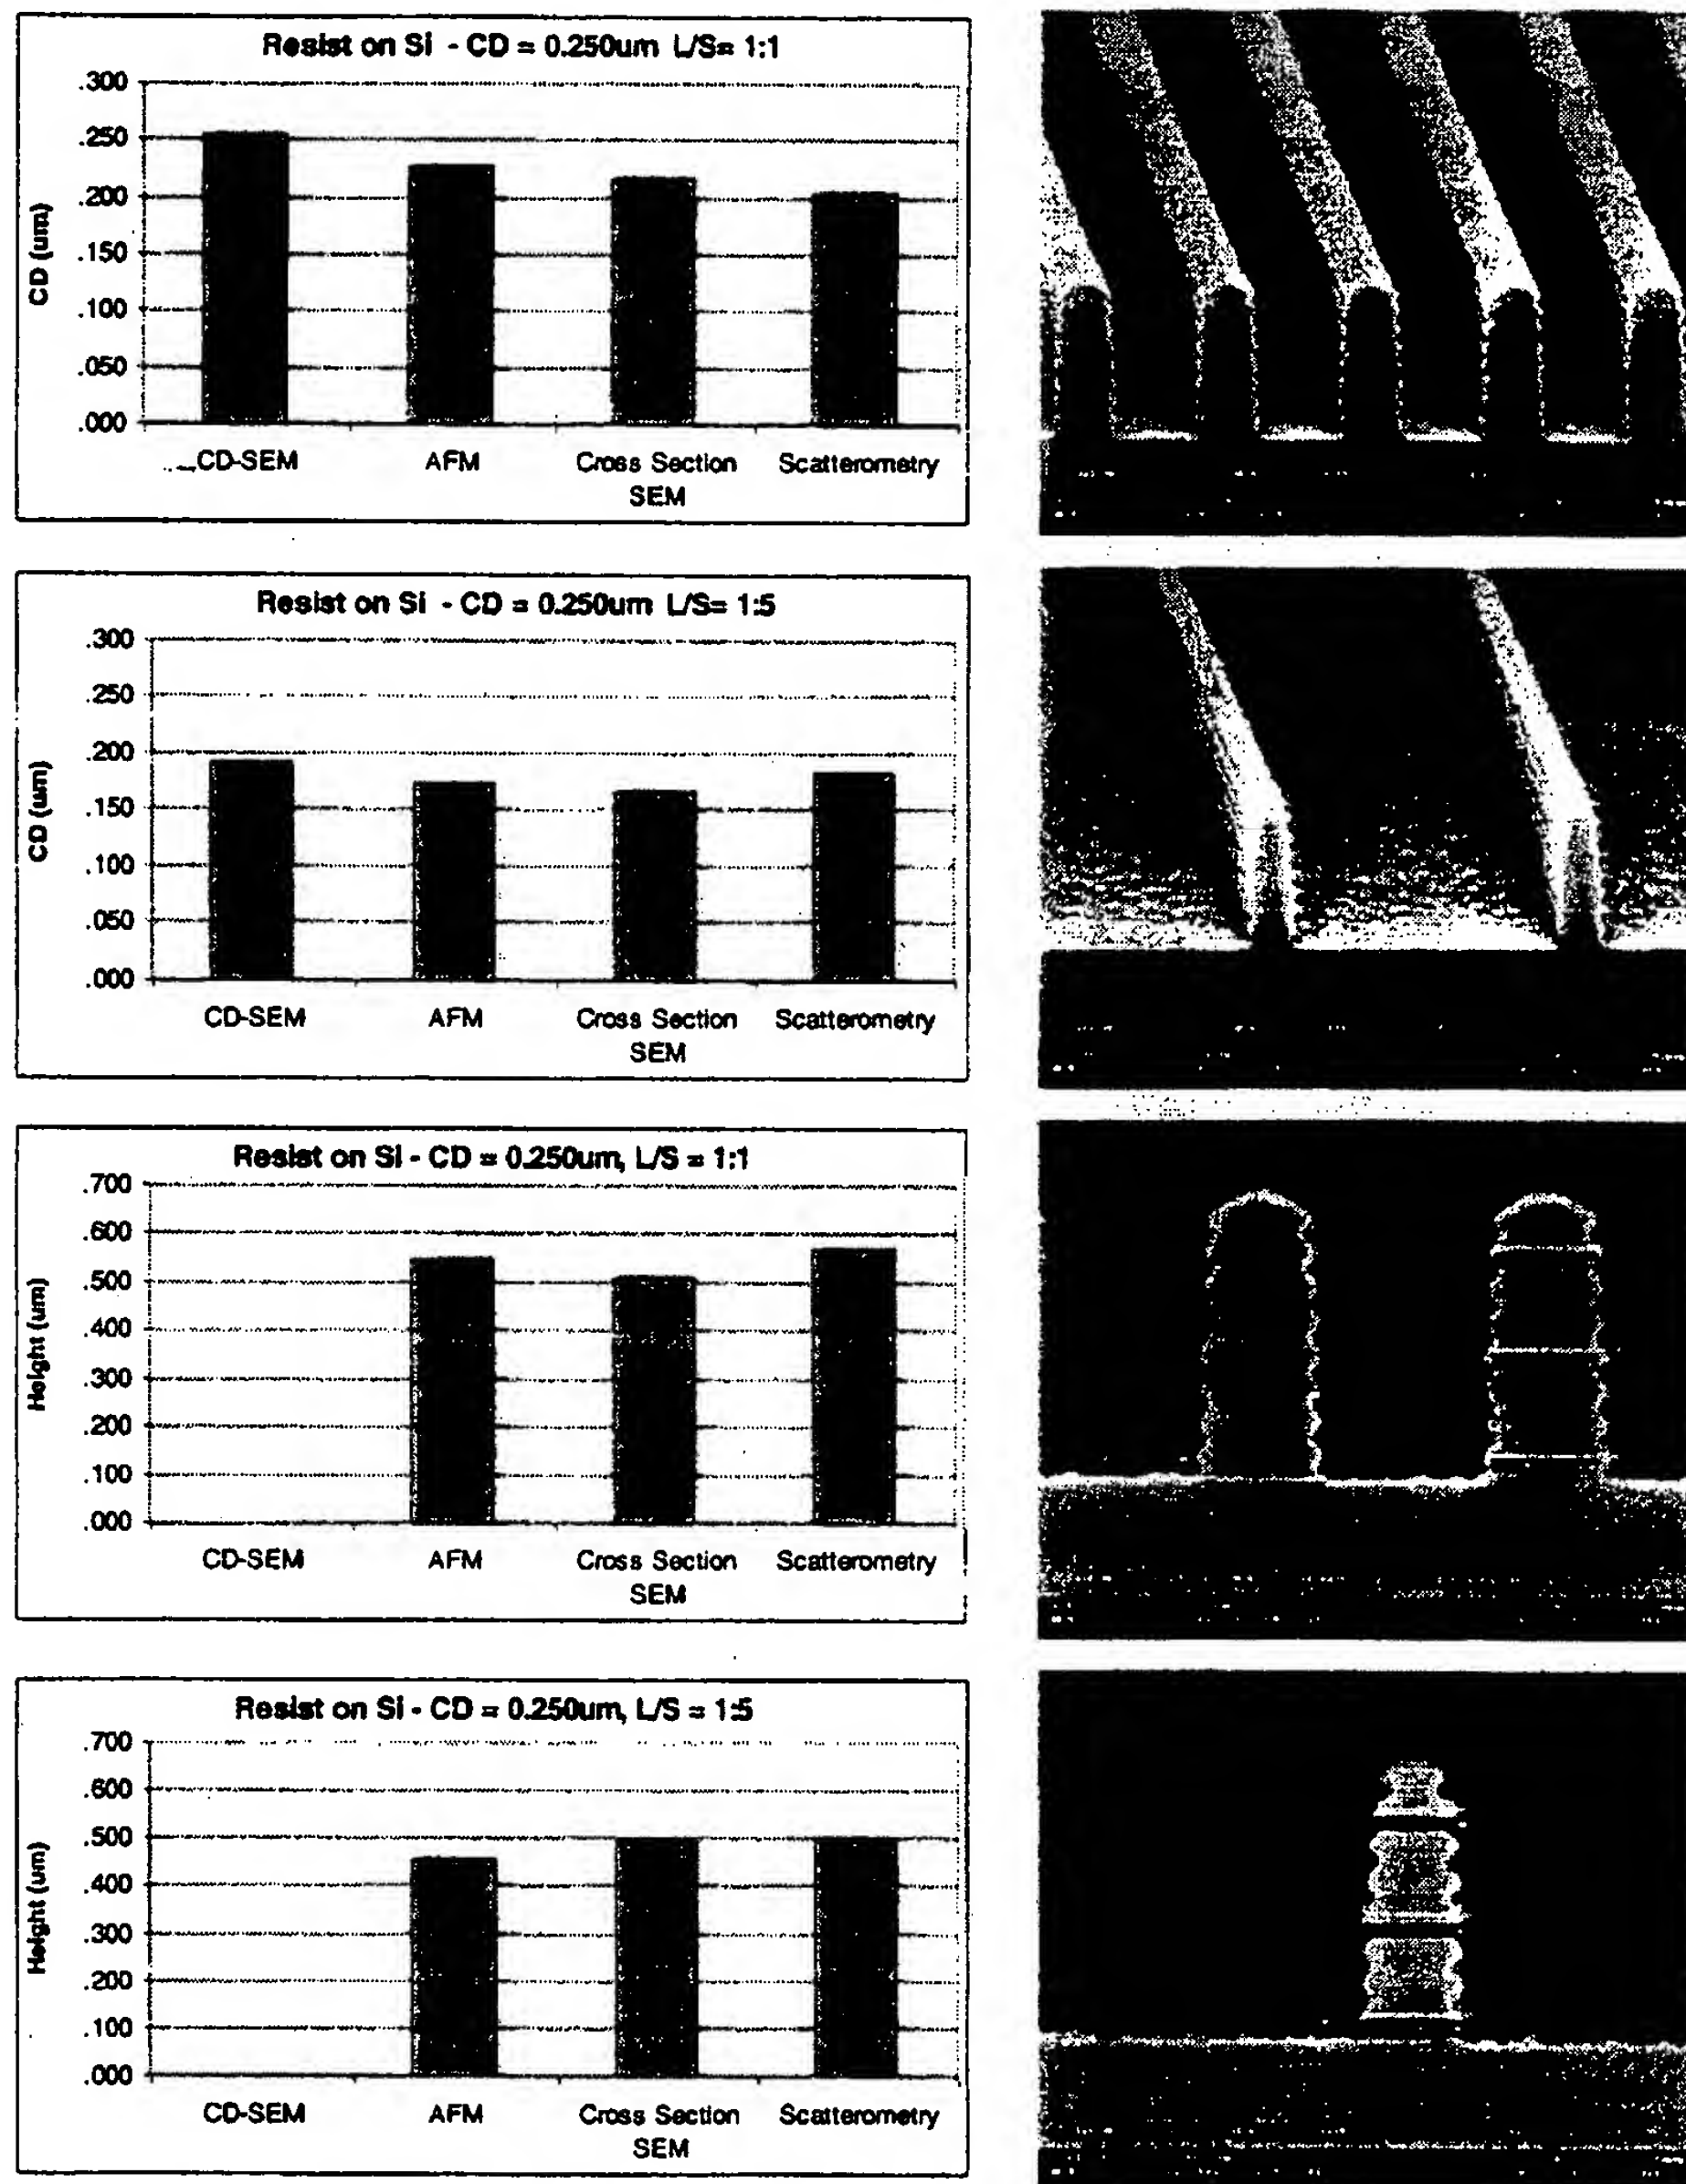 Resist on Si - CD = 0.250um L/S= 1:1
.300
.250
.200
.150
.100
.050
.000
CD (um)
CD-SEM AFM Cross Section Scatterometry
SEM
Resist on Si - CD = 0.250um L/S= 1:5
.300
.250
.200
.150
.100
.050
.000
CD (um)
CD-SEM AFM Cross Section Scatterometry
SEM
Resist on Si - CD = 0.250um, L/S = 1:1
.700
.600
.500
.400
.300
.200
.100
.000
Height (um)
CD-SEM AFM Cross Section Scatterometry
SEM
Resist on Si - CD = 0.250um, L/S = 1:5
.700
.600
.500
.400
.300
.200
.100
.000
Height (um)
CD-SEM AFM Cross Section Scatterometry
SEM